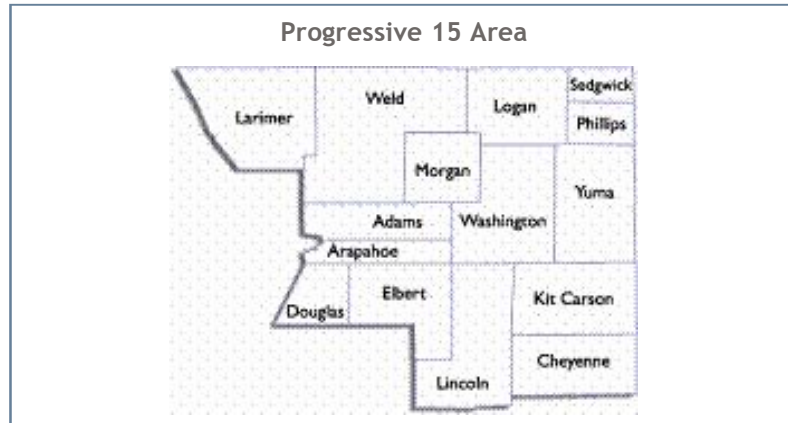 Progressive 15 Area
Sedgwick
Weld
Logan
Larimer
Phillips
Morgan
Yuma
Adams
Washington
Arapahoe
Elbert
Kit Carson
Douglas
Cheyenne
Lincoln